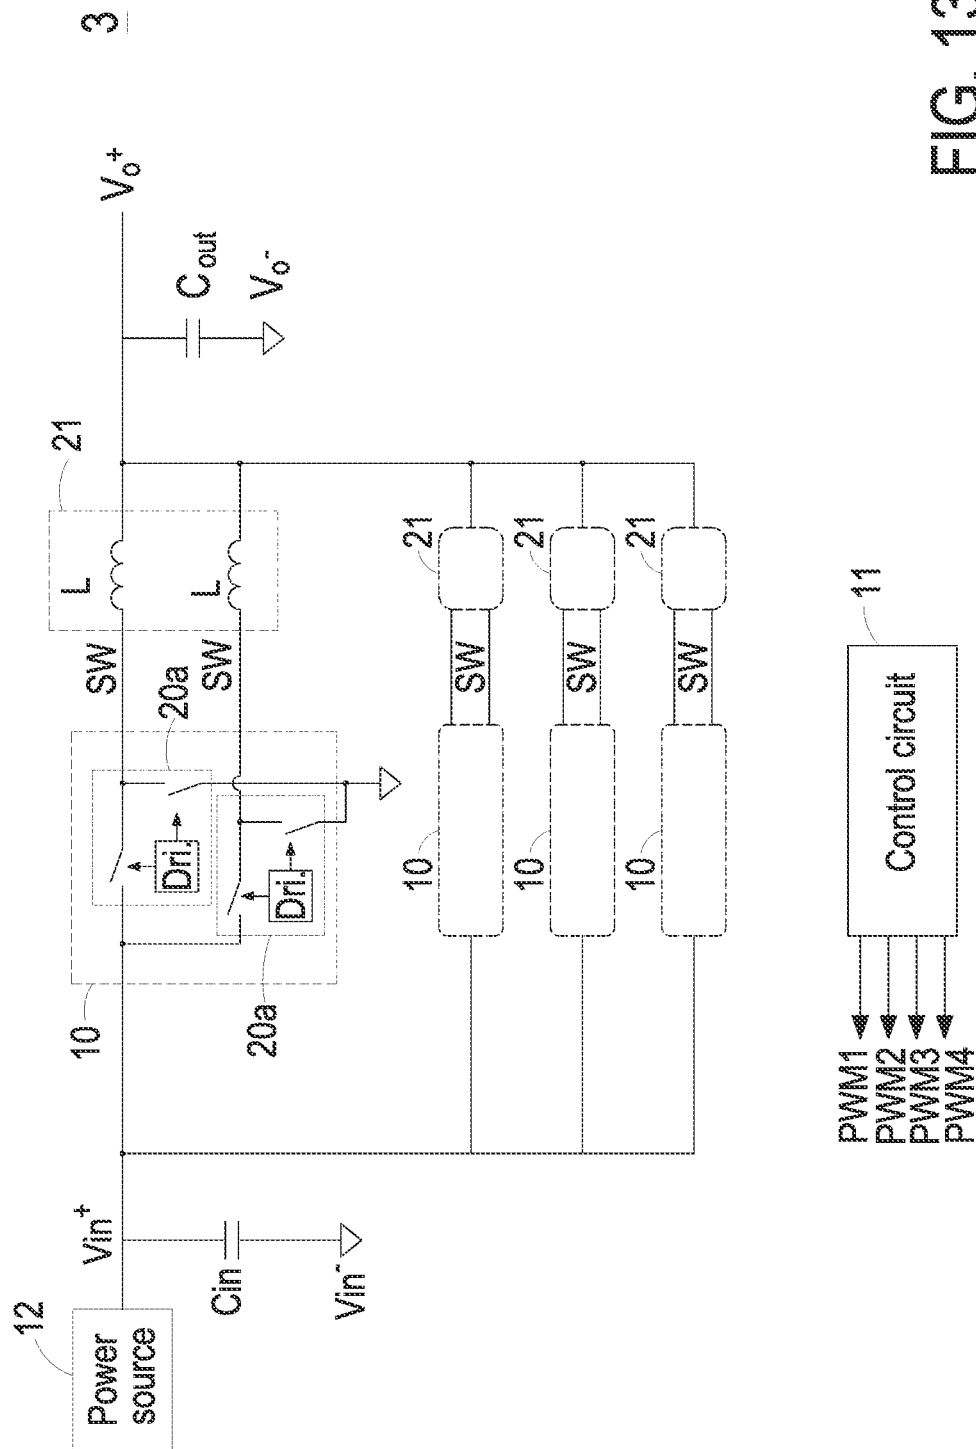 3
12
Power
source
Vin+
Cin
Vin-
10
20a
Dri.
20a
Dri.
SW
SW
21
L
L
Vo+
Cout
Vo-
10
SW
21
10
SW
21
10
SW
21
11
Control circuit
PWM1
PWM2
PWM3
PWM4
FIG. 13